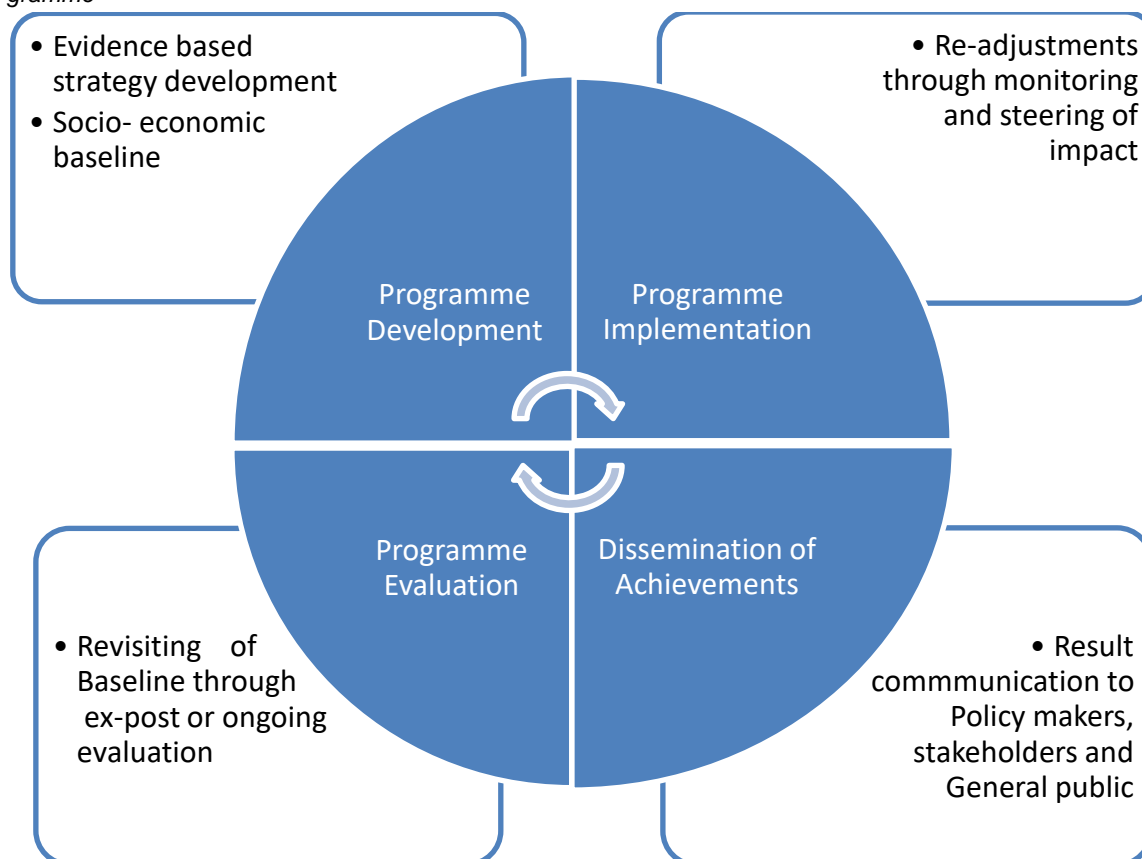 gramme
• Evidence based
strategy development
• Socio- economic
baseline
• Re-adjustments
through monitoring
and steering of
impact
Programme
Development
Programme
Implementation
Programme
Evaluation
Dissemination of
Achievements
• Revisiting of
Baseline through
ex-post or ongoing
evaluation
• Result
commmunication to
Policy makers,
stakeholders and
General public